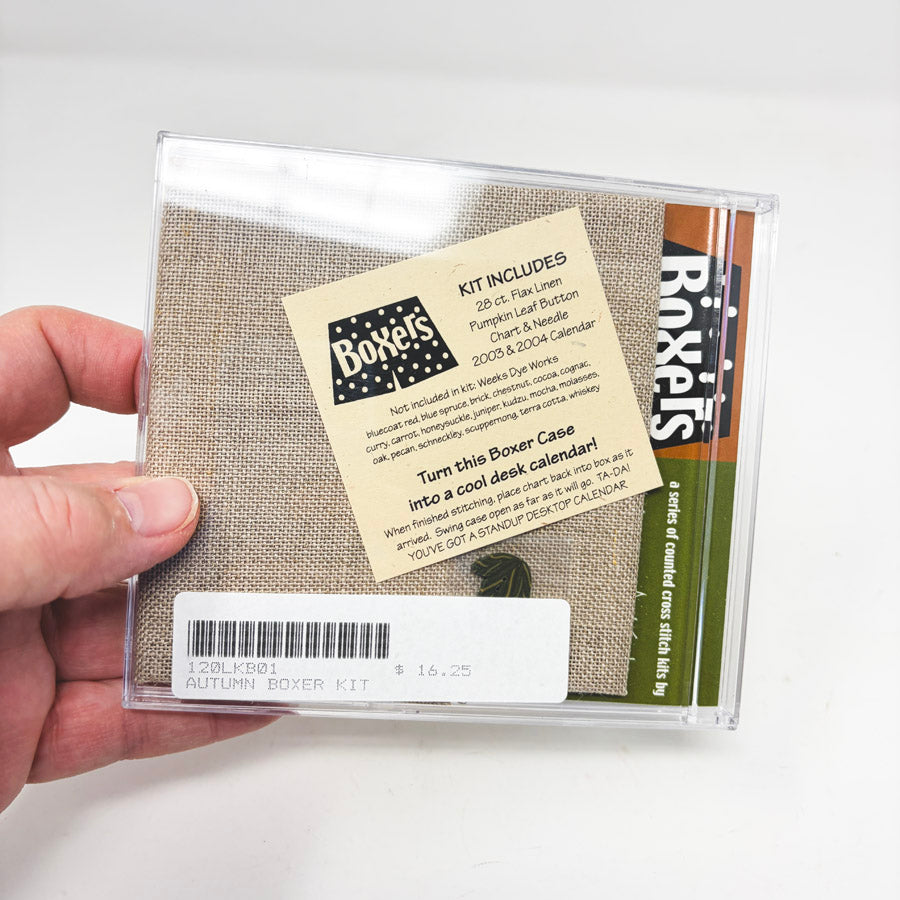 Boxers
KIT INCLUDES
28 ct. Flax Linen
Pumpkin Leaf Button
Chart & Needle
2003 & 2004 Calendar
Not included in kit: Weeks Dye Works
bluecoat red, blue spruce, brick, chestnut, cocoa, cognac,
curry, carrot, honeysuckle, juniper, kudzu, mocha, molasses,
oak, pecan, schneckley, scuppernong, terra cotta, whiskey
Turn this Boxer Case
into a cool desk calendar!
When finished stitching, place chart back into box as it
arrived. Swing case open as far as it will go. TA-DA!
YOU'VE GOT A STANDUP DESKTOP CALENDAR
Boxers
a series of counted cross stitch kits by
120LKB01 $ 16.25
AUTUMN BOXER KIT